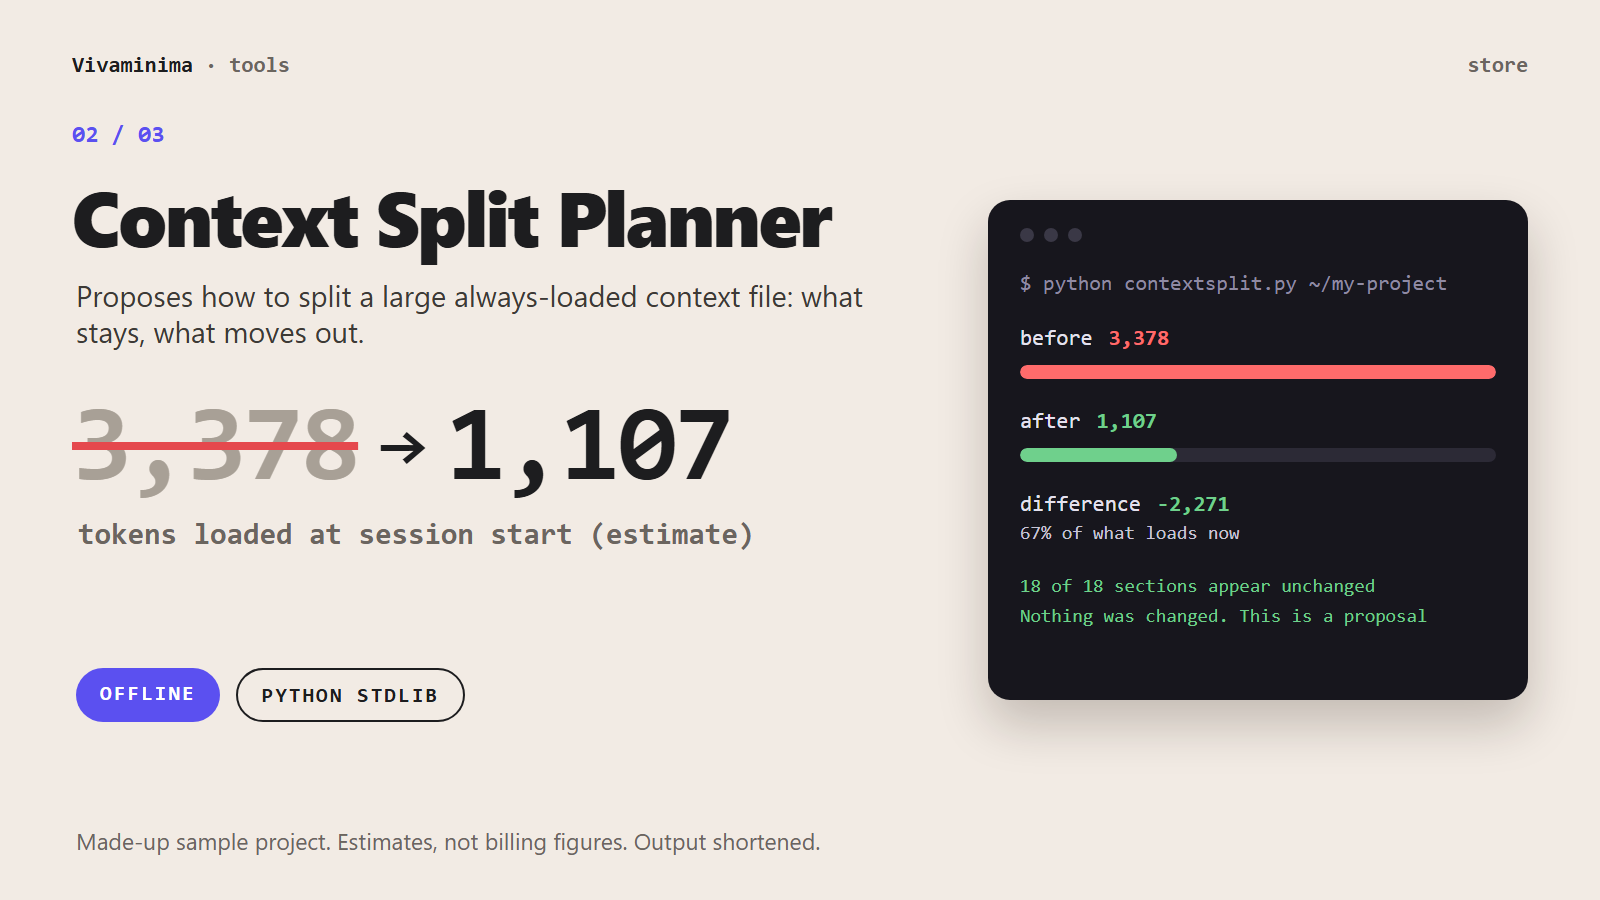 Vivaminima · tools
store
02 / 03
Context Split Planner
Proposes how to split a large always-loaded context file: what
stays, what moves out.
3,378 → 1,107
tokens loaded at session start (estimate)
OFFLINE
PYTHON STDLIB
$ python contextsplit.py ~/my-project
before 3,378
after 1,107
difference -2,271
67% of what loads now
18 of 18 sections appear unchanged
Nothing was changed. This is a proposal
Made-up sample project. Estimates, not billing figures. Output shortened.